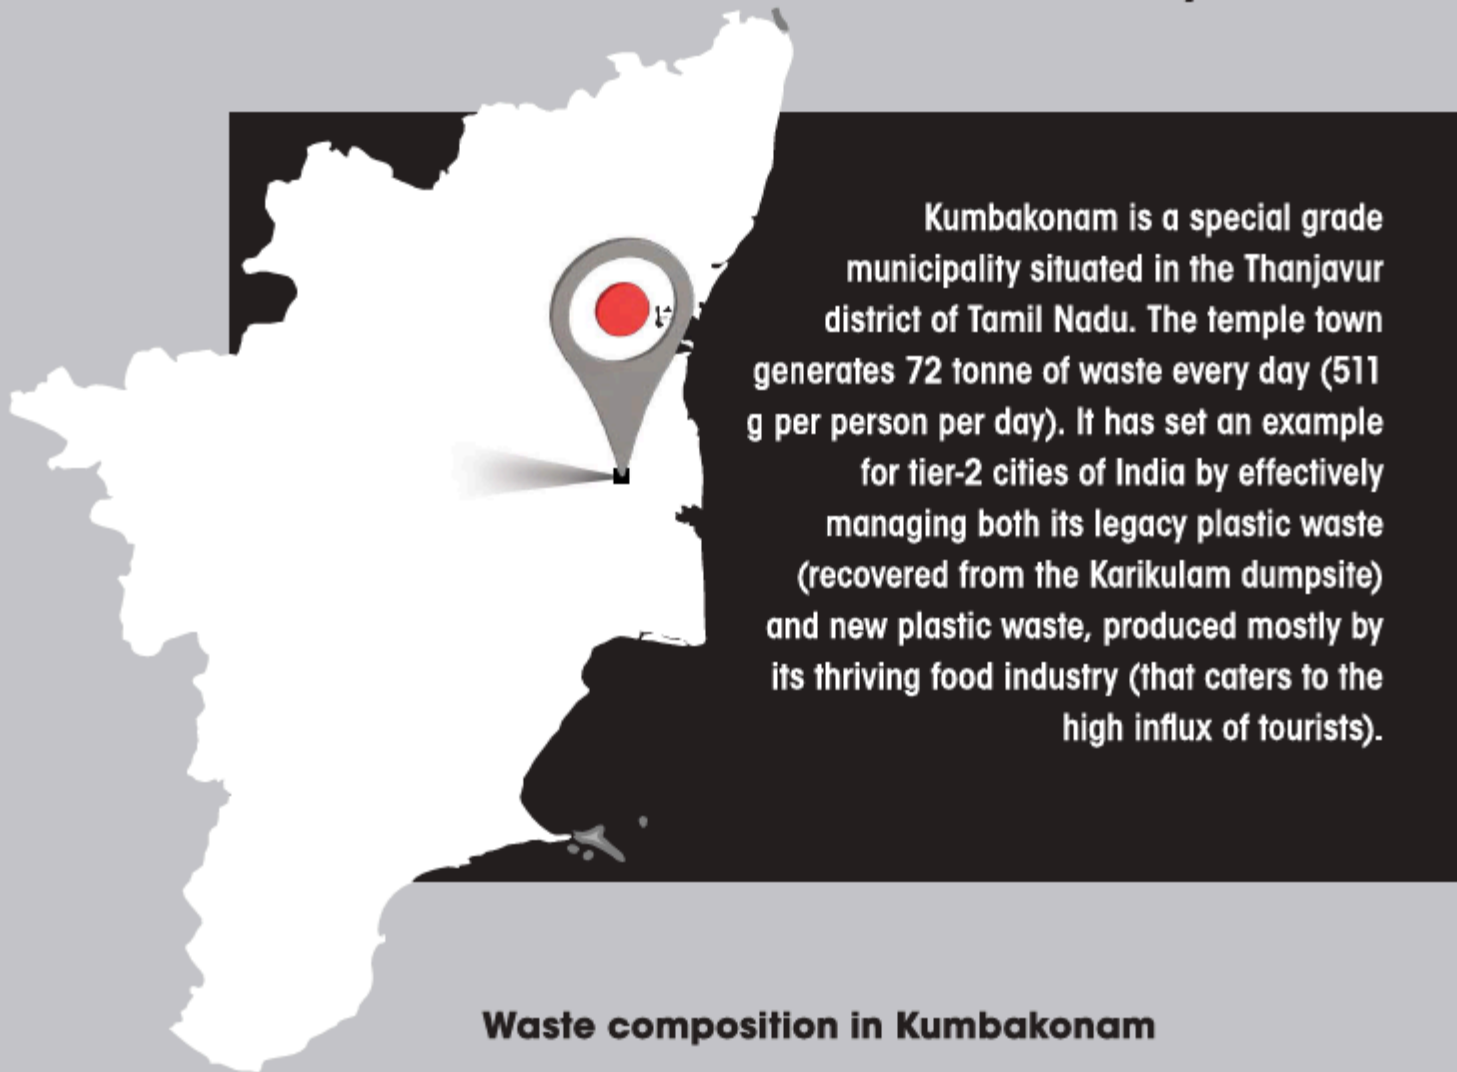 Kumbakonam is a special grade
municipality situated in the Thanjavur
district of Tamil Nadu. The temple town
generates 72 tonne of waste every day (511
g per person per day). It has set an example
for tier-2 cities of India by effectively
managing both its legacy plastic waste
(recovered from the Karikulam dumpsite)
and new plastic waste, produced mostly by
its thriving food industry (that caters to the
high influx of tourists).
Waste composition in Kumbakonam